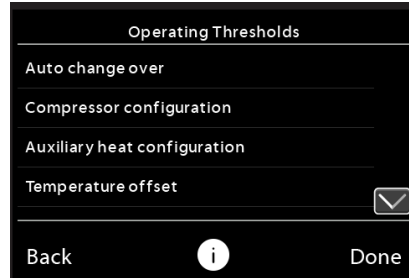 Operating Thresholds
Auto change over
Compressor configuration
Auxiliary heat configuration
Temperature offset
Back i Done